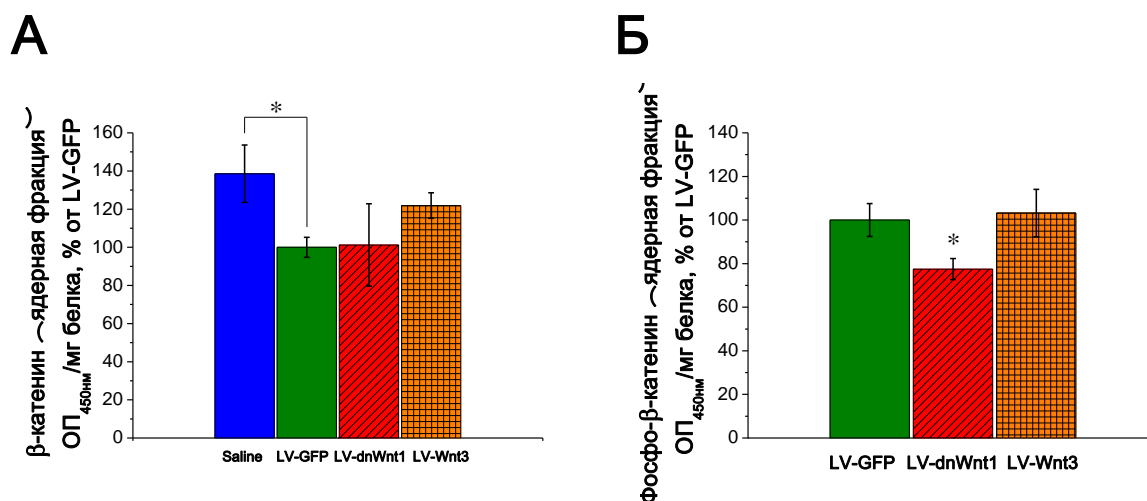 А
β-катенин (ядерная фракция)
ОП450нм/мг белка, % от LV-GFP
160
140
120
100
80
60
40
20
0
*
Saline LV-GFP LV-dnWnt1 LV-Wnt3
Б
Фосфо-β-катенин (ядерная фракция)
ОП450нм/мг белка, % от LV-GFP
140
120
100
80
60
40
20
0
*
LV-GFP LV-dnWnt1 LV-Wnt3